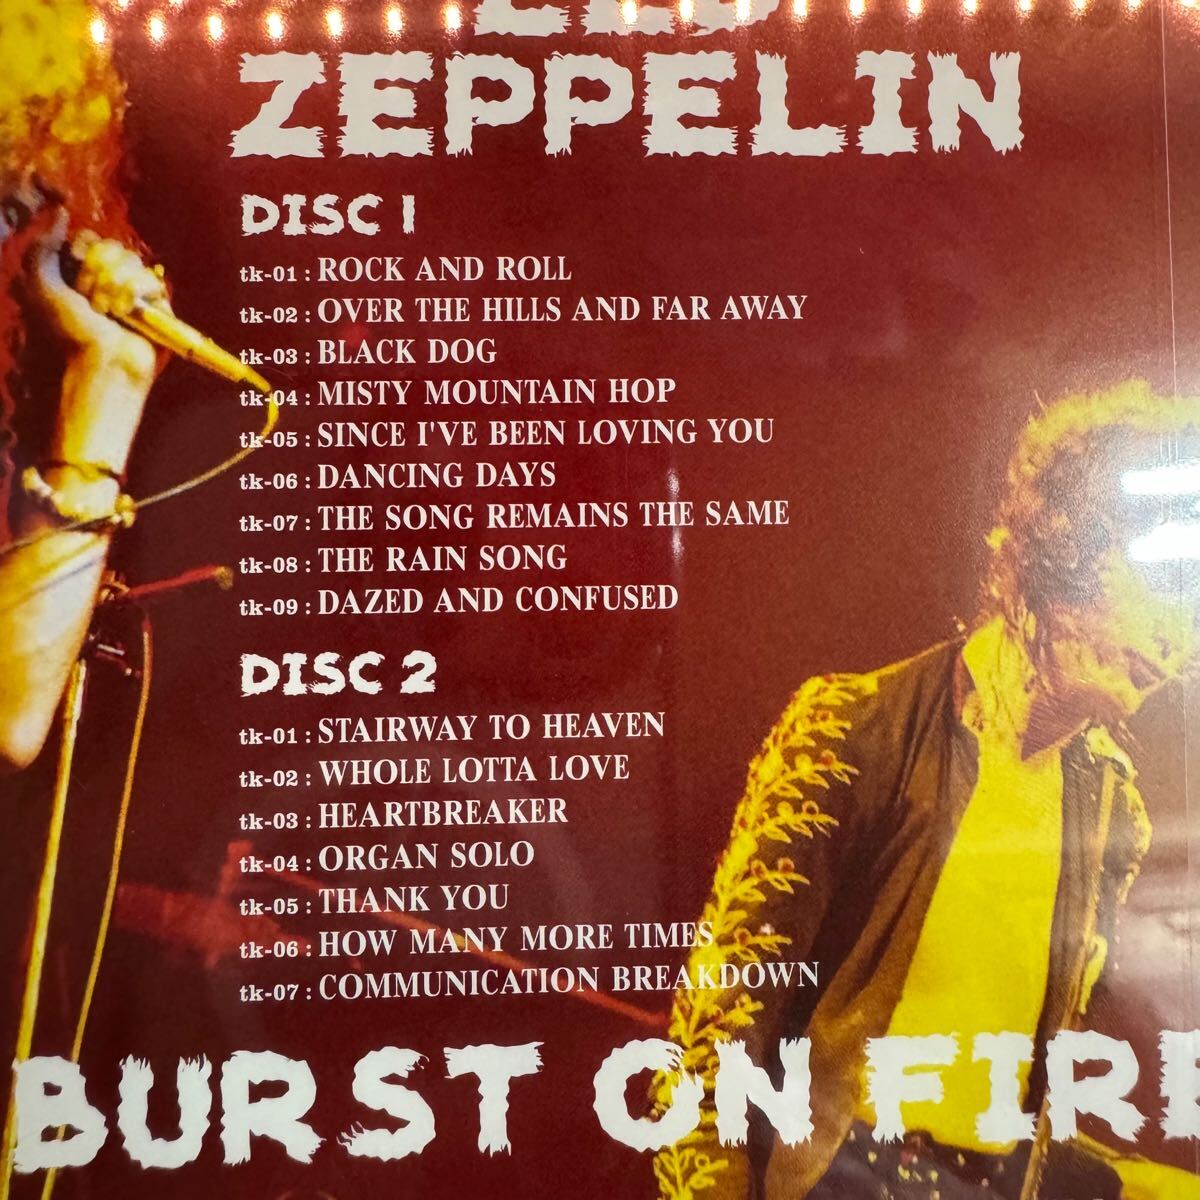 LED
ZEPPELIN
DISC 1
tk-01 : ROCK AND ROLL
tk-02 : OVER THE HILLS AND FAR AWAY
tk-03 : BLACK DOG
tk-04 : MISTY MOUNTAIN HOP
tk-05 : SINCE I'VE BEEN LOVING YOU
tk-06 : DANCING DAYS
tk-07 : THE SONG REMAINS THE SAME
tk-08 : THE RAIN SONG
tk-09 : DAZED AND CONFUSED
DISC 2
tk-01 : STAIRWAY TO HEAVEN
tk-02 : WHOLE LOTTA LOVE
tk-03 : HEARTBREAKER
tk-04 : ORGAN SOLO
tk-05 : THANK YOU
tk-06 : HOW MANY MORE TIMES
tk-07 : COMMUNICATION BREAKDOWN
BURST ON FIRE